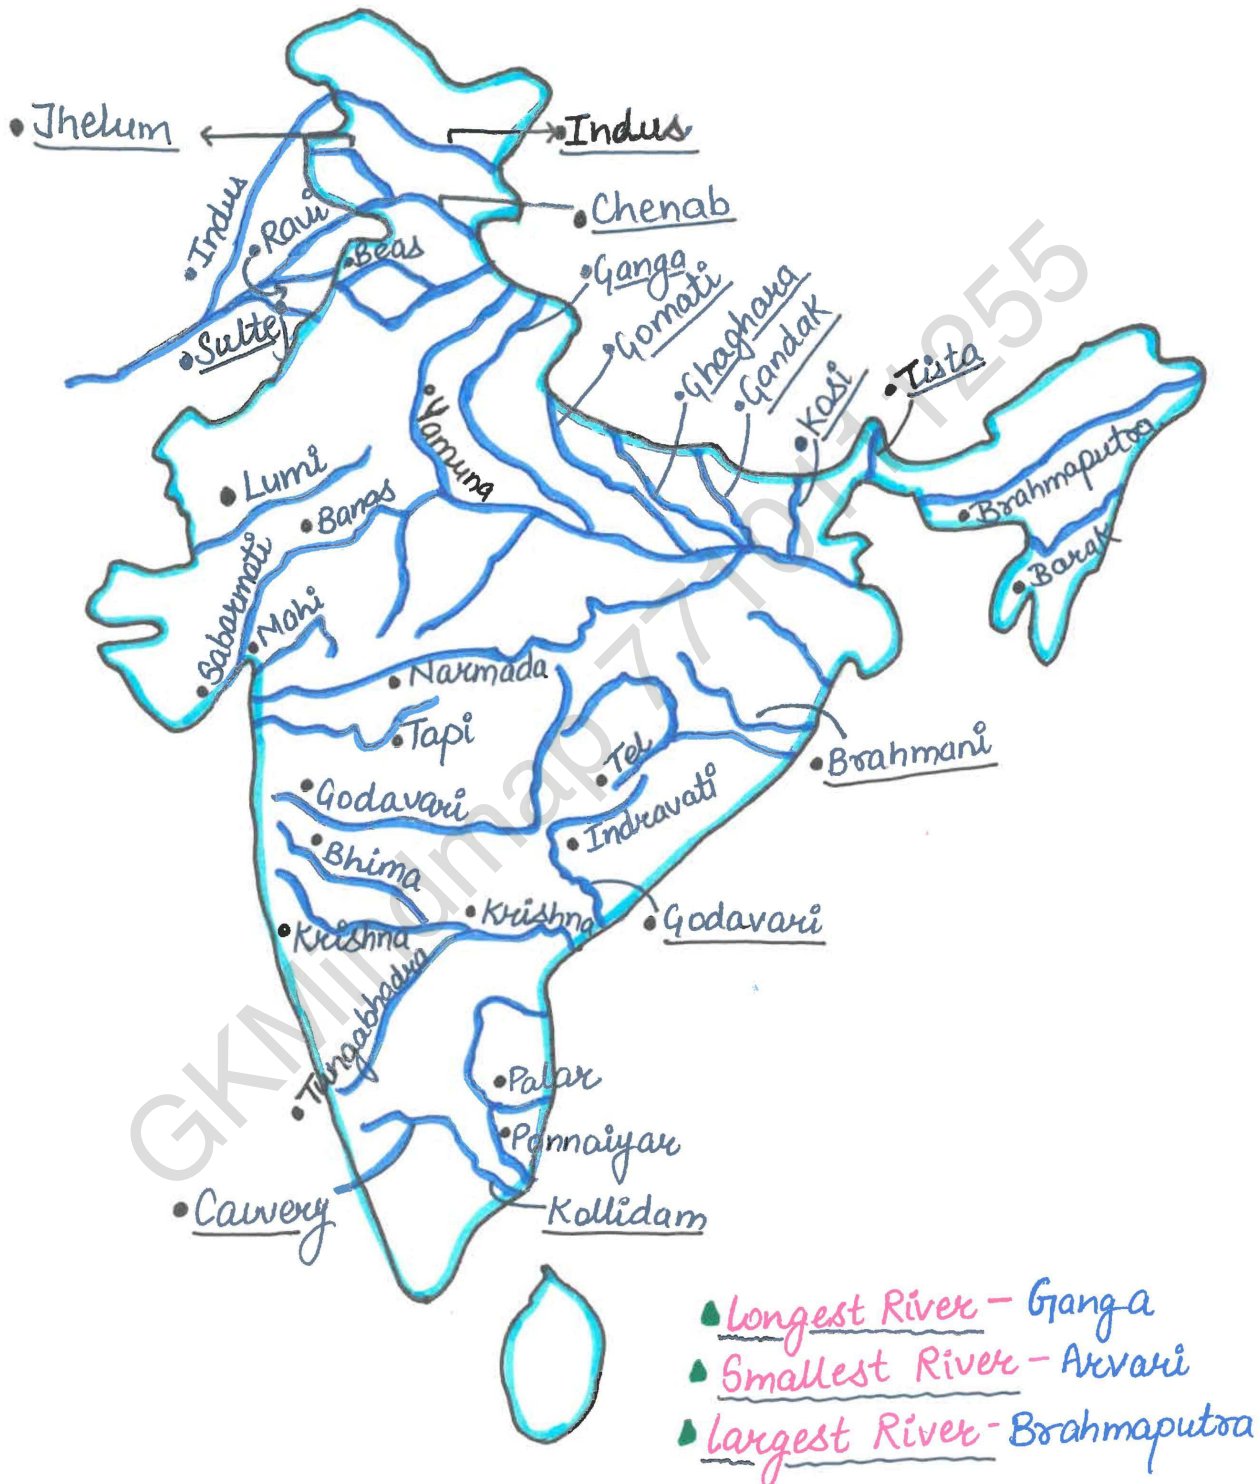 Jhelum
Indus
Chenab
Indus
Ravi
Beas
Sultej
Ganga
Gomati
Ghaghara
Gandak
Kosi
Tista
Yamuna
Lumi
Banas
Brahmaputra
Barak
Sabarmati
Mahi
Narmada
Tapi
Tel
Brahmani
Godavari
Indravati
Bhima
Krishna
Krishna
Godavari
Tungabhadra
Palar
Ponnaiyar
Cauvery
Kollidam
Longest River - Ganga
Smallest River - Arvari
Largest River - Brahmaputra
GKMindmap 7710111255